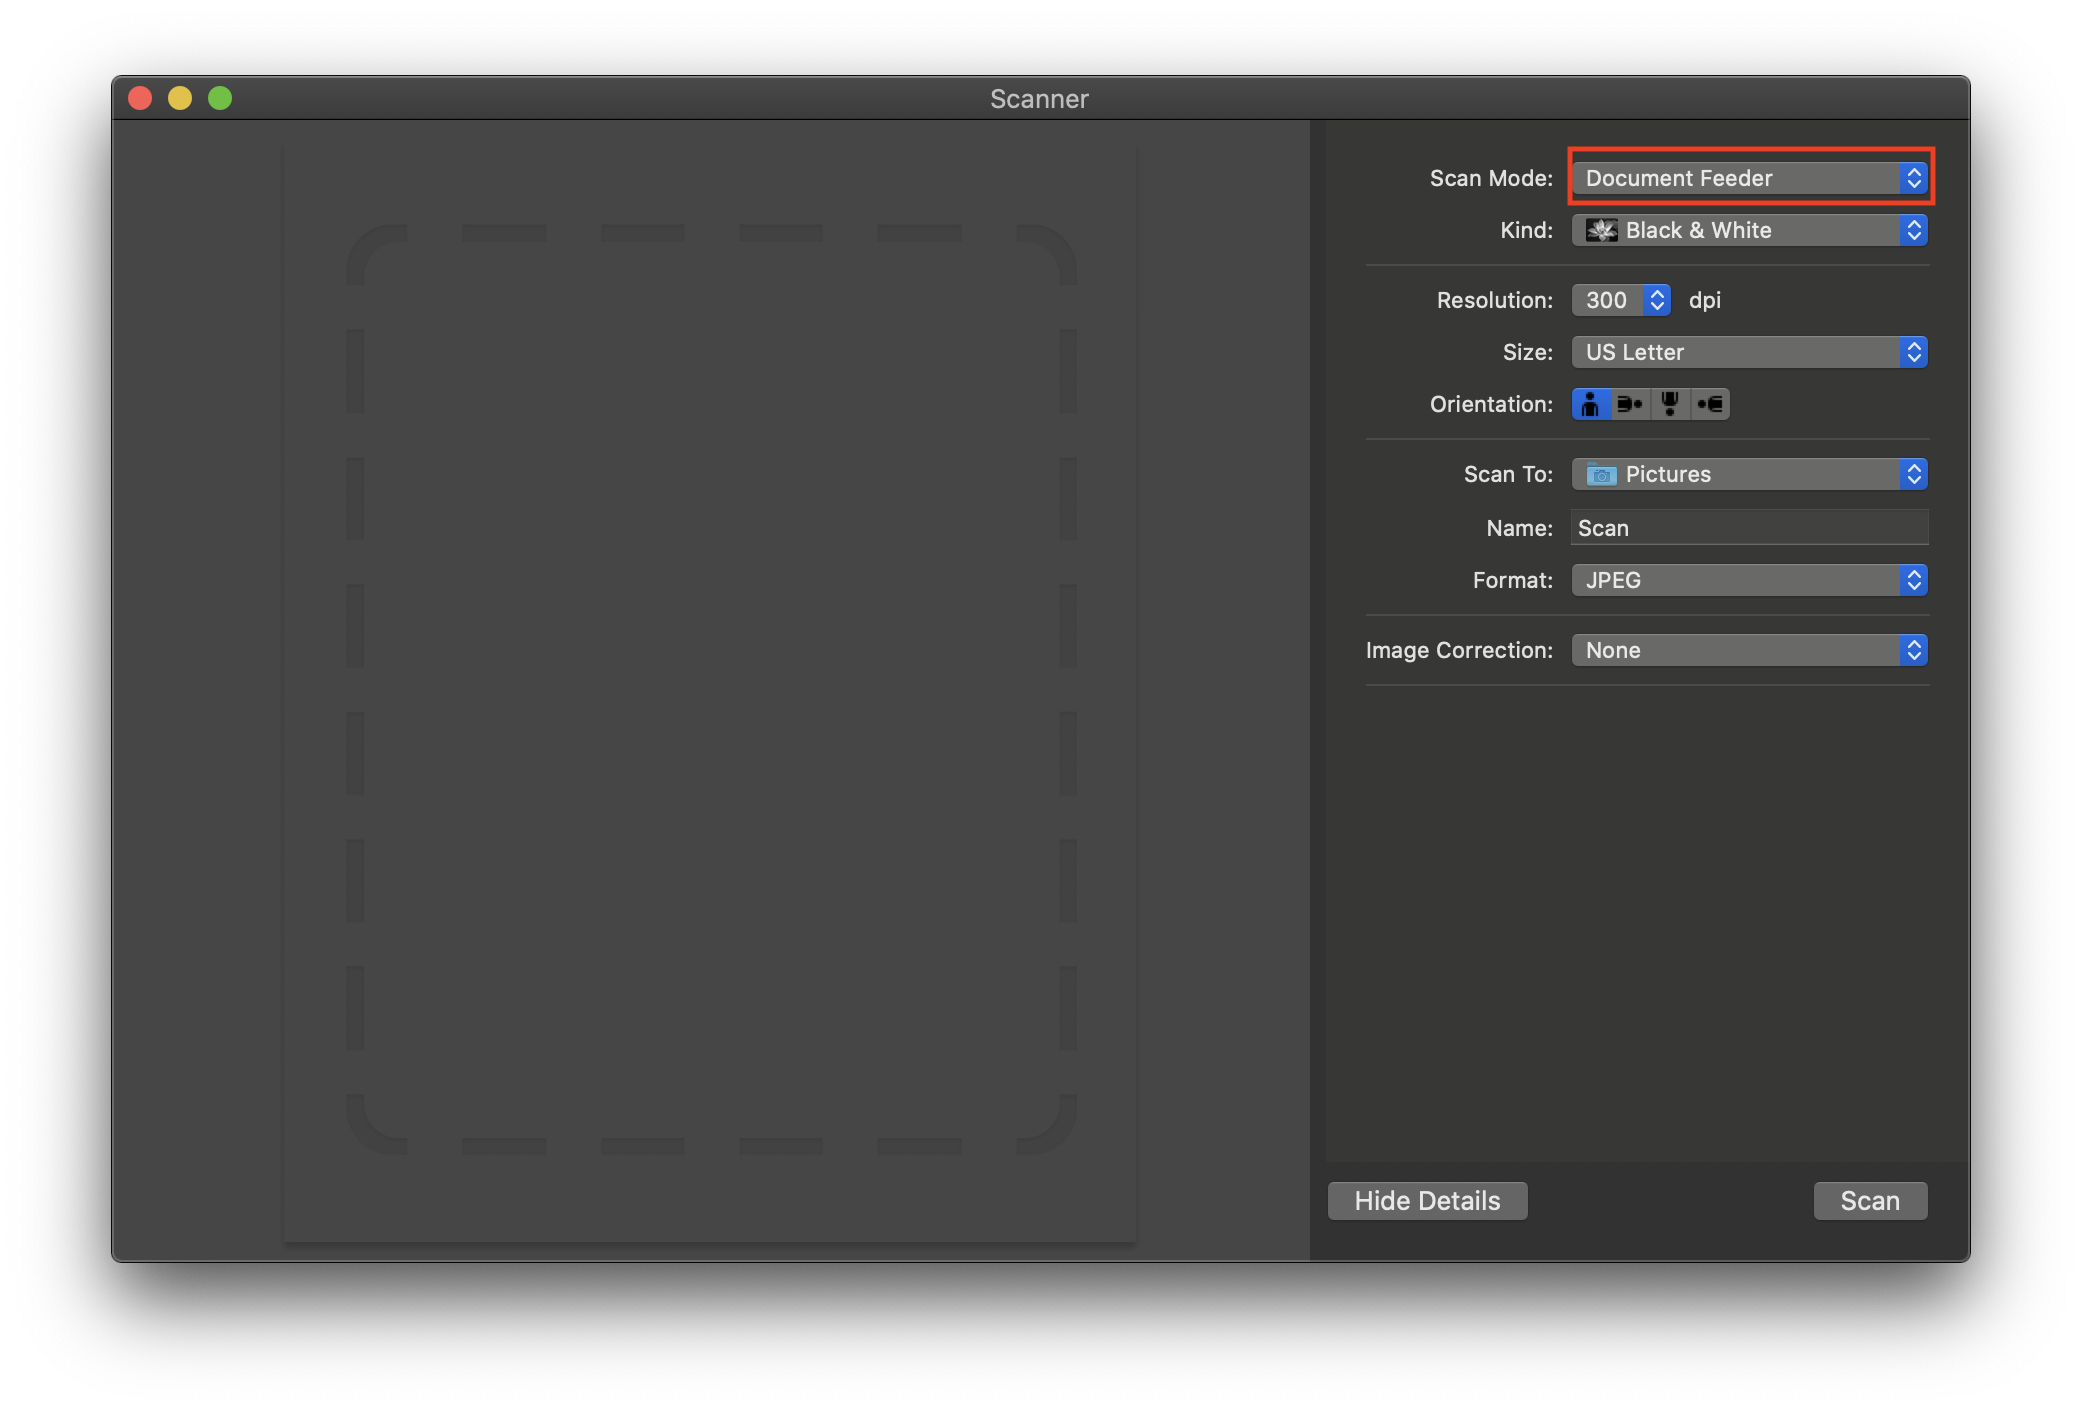 Scanner
Scan Mode: Document Feeder
Kind: Black & White
Resolution: 300 dpi
Size: US Letter
Orientation:
Scan To: Pictures
Name: Scan
Format: JPEG
Image Correction: None
Hide Details Scan